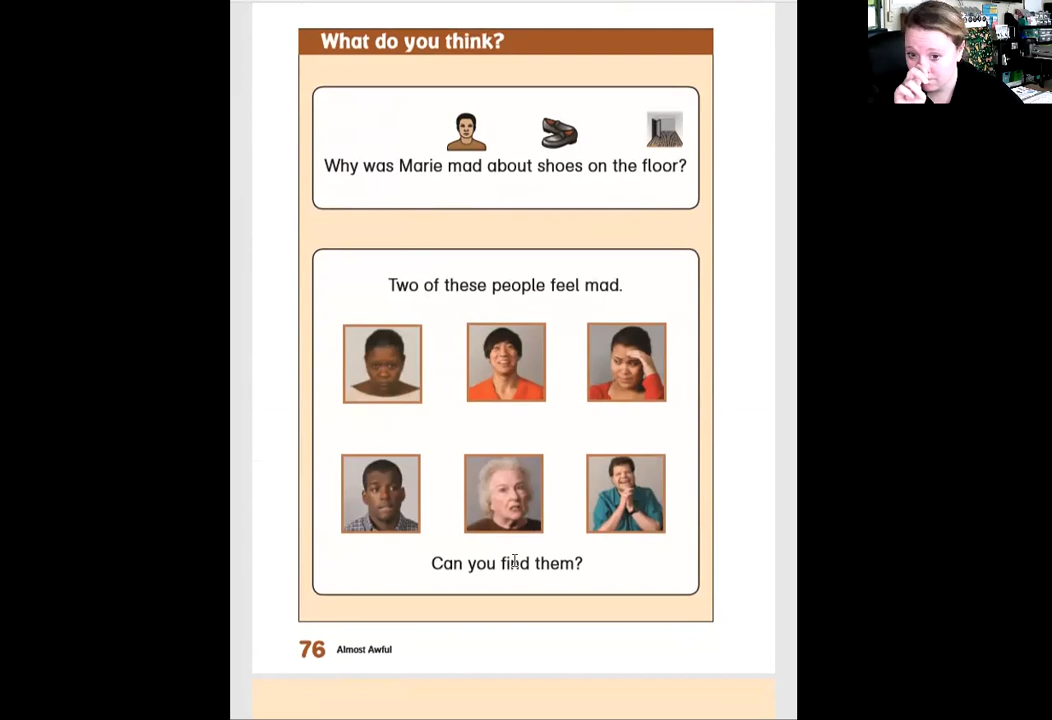 What do you think?
Why was Marie mad about shoes on the floor?
Two of these people feel mad.
Can you find them?
76 Almost Awful